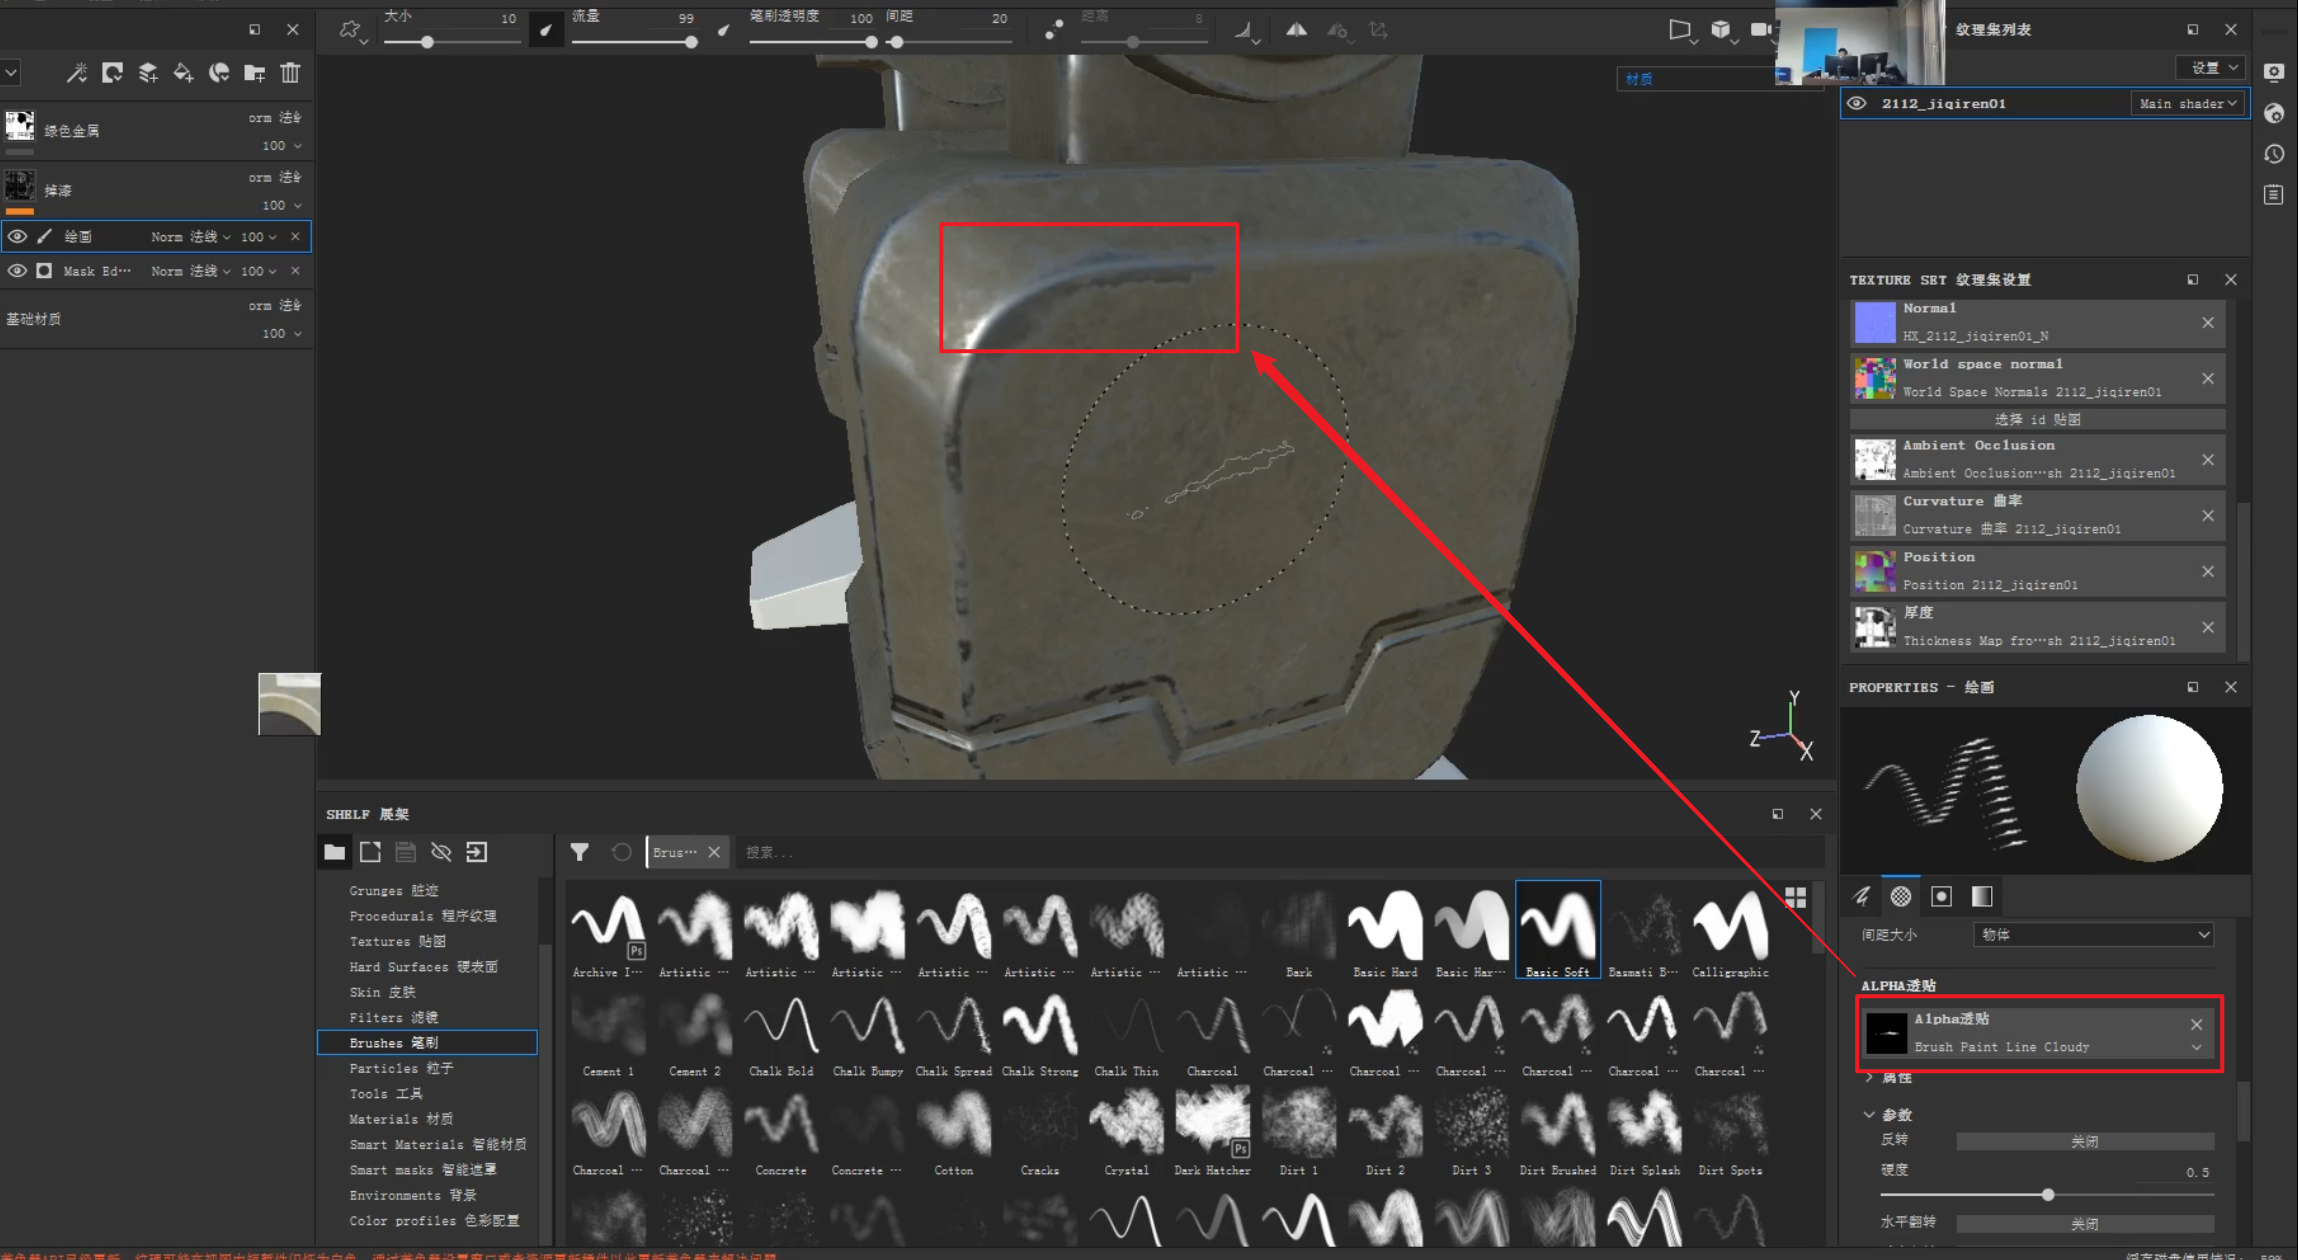 大小
10
流量
99
笔刷透明度
100
间距
20
距离
8
绿色金属
orm 法
100
掉漆
orm 法
100
绘画
Norm 法线
100
Mask Ed···
Norm 法线
100
基础材质
orm 法
100
材质
纹理集列表
设置
2112_jiqiren01
Main shader
TEXTURE SET 纹理集设置
Normal
HX_2112_jiqiren01_N
World space normal
World Space Normals 2112_jiqiren01
选择 id 贴图
Ambient Occlusion
Ambient Occlusion···sh 2112_jiqiren01
Curvature 曲率
Curvature 曲率 2112_jiqiren01
Position
Position 2112_jiqiren01
厚度
Thickness Map fro···sh 2112_jiqiren01
Y
Z
X
PROPERTIES - 绘画
间距大小
物体
ALPHA透贴
Alpha透贴
Brush Paint Line Cloudy
属性
参数
反转
关闭
硬度
0.5
水平翻转
关闭
SHELF 展架
Brus···
搜索...
Grunges 脏迹
Procedurals 程序纹理
Textures 贴图
Hard Surfaces 硬表面
Skin 皮肤
Filters 滤镜
Brushes 笔刷
Particles 粒子
Tools 工具
Materials 材质
Smart Materials 智能材质
Smart masks 智能遮罩
Environments 背景
Color profiles 色彩配置
Ps
Archive I···
Artistic ···
Artistic ···
Artistic ···
Artistic ···
Artistic ···
Artistic ···
Artistic ···
Bark
Basic Hard
Basic Har···
Basic Soft
Basmati B···
Calligraphic
Cement 1
Cement 2
Chalk Bold
Chalk Bumpy
Chalk Spread
Chalk Strong
Chalk Thin
Charcoal
Charcoal ···
Charcoal ···
Charcoal ···
Charcoal ···
Charcoal ···
Charcoal ···
Ps
Charcoal ···
Charcoal ···
Concrete
Concrete ···
Cotton
Cracks
Crystal
Dark Hatcher
Dirt 1
Dirt 2
Dirt 3
Dirt Brushed
Dirt Splash
Dirt Spots